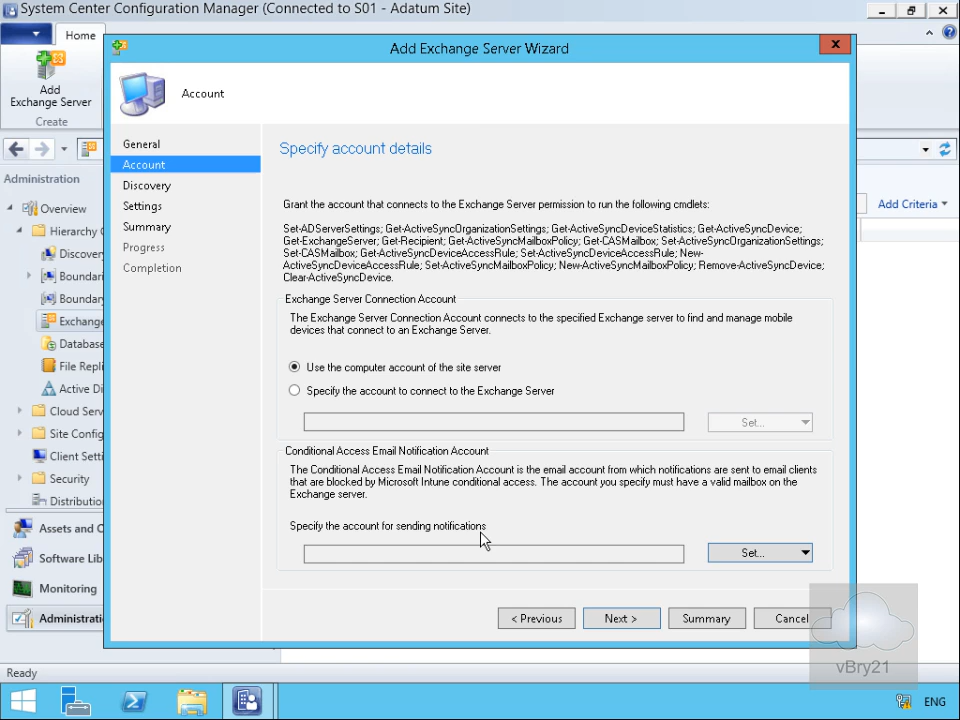 System Center Configuration Manager (Connected to S01 - Adatum Site)
Home
Add Exchange Server Wizard
Add
Exchange Server
Create
Account
Administration
Add Criteria
Overview
Hierarchy C
Discover
Boundari
Boundary
Exchange
Database
File Repli
Active Di
Cloud Serv
Site Config
Client Setti
Security
Distributio
Assets and C
Software Lib
Monitoring
Administrati
General
Account
Discovery
Settings
Summary
Progress
Completion
Specify account details
Grant the account that connects to the Exchange Server permission to run the following cmdlets:
Set-ADServerSettings; Get-ActiveSyncOrganizationSettings; Get-ActiveSyncDeviceStatistics; Get-ActiveSyncDevice;
Get-ExchangeServer; Get-Recipient; Get-ActiveSyncMailboxPolicy; Get-CASMailbox; Set-ActiveSyncOrganizationSettings;
Set-CASMailbox; Get-ActiveSyncDeviceAccessRule; Set-ActiveSyncDeviceAccessRule; New-
ActiveSyncDeviceAccessRule; Set-ActiveSyncMailboxPolicy; New-ActiveSyncMailboxPolicy; Remove-ActiveSyncDevice;
Clear-ActiveSyncDevice.
Exchange Server Connection Account
The Exchange Server Connection Account connects to the specified Exchange server to find and manage mobile
devices that connect to an Exchange Server.
Use the computer account of the site server
Specify the account to connect to the Exchange Server
Set...
Conditional Access Email Notification Account
The Conditional Access Email Notification Account is the email account from which notifications are sent to email clients
that are blocked by Microsoft Intune conditional access. The account you specify must have a valid mailbox on the
Exchange server.
Specify the account for sending notifications
Set...
< Previous
Next >
Summary
Cancel
vBry21
Ready
ENG